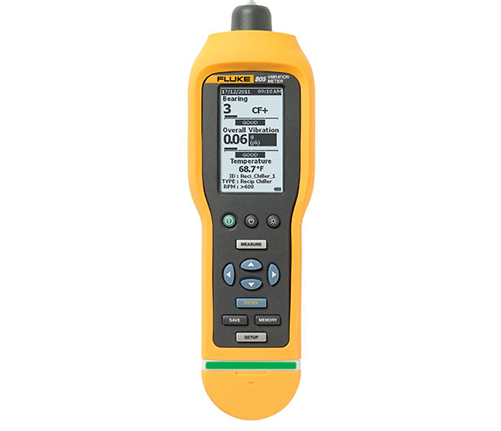 FLUKE 805 VIBRATION METER
17/12/2011 09:10 AM
Bearing
3 CF+
GOOD
Overall Vibration
0.06 g (pk)
GOOD
Temperature
68.7°F
ID : Reci_Chiller_1
TYPE : Recip Chiller
RPM : >600
MEASURE
ENTER
SAVE MEMORY
SETUP